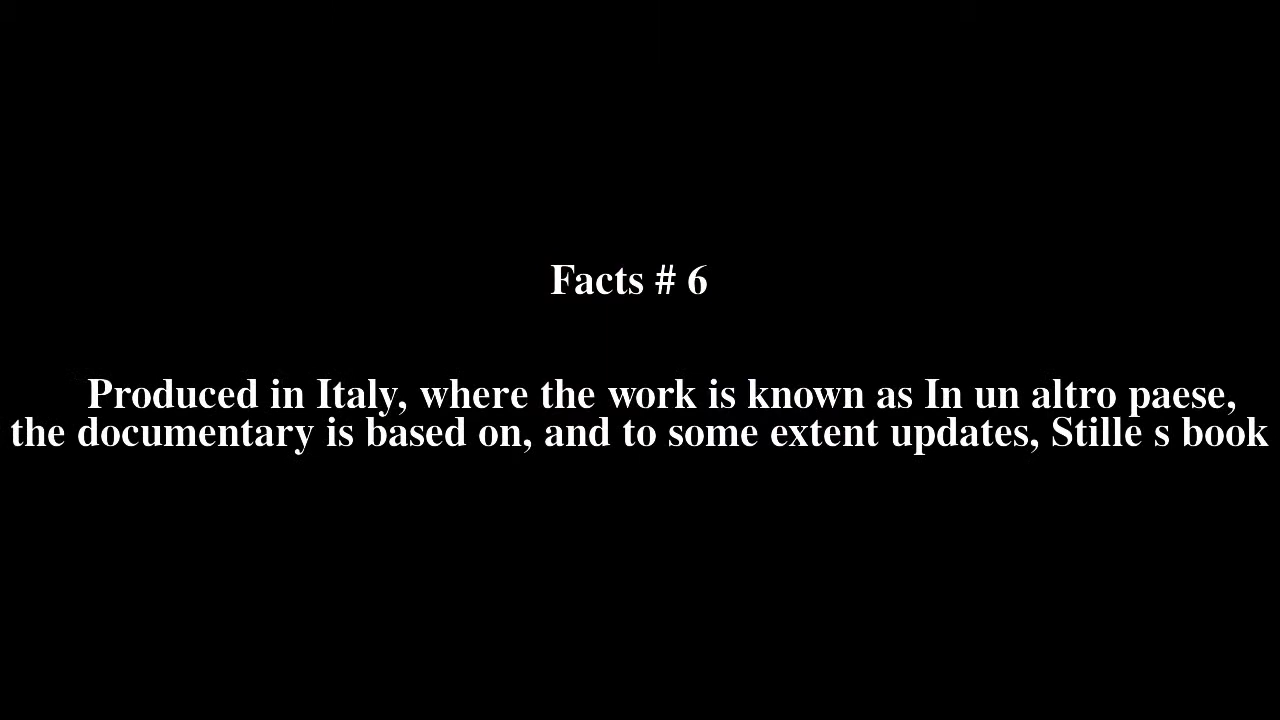 Facts # 6
Produced in Italy, where the work is known as In un altro paese,
the documentary is based on, and to some extent updates, Stille s book